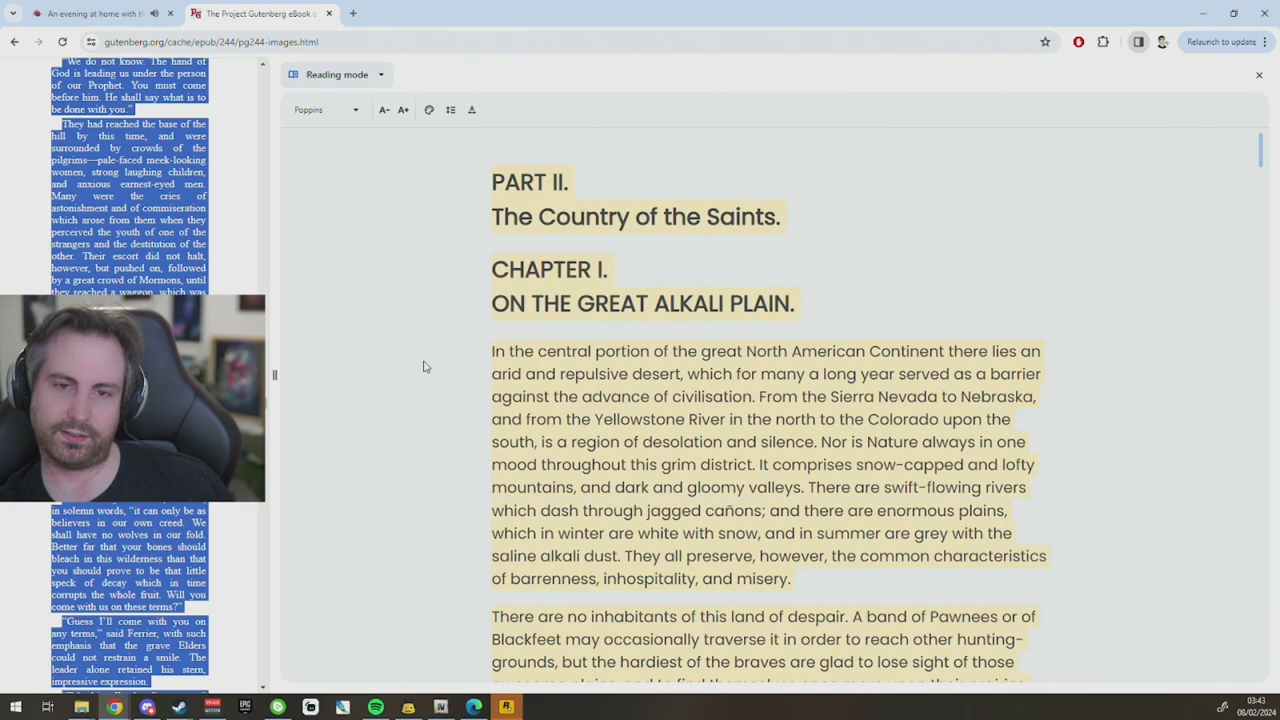 An evening at home with th
The Project Gutenberg eBook o
gutenberg.org/cache/epub/244/pg244-images.html
Relaunch to update
"We do not know. The hand of
God is leading us under the person
of our Prophet. You must come
before him. He shall say what is to
be done with you."
They had reached the base of the
hill by this time, and were
surrounded by crowds of the
pilgrims—pale-faced meek-looking
women, strong laughing children,
and anxious earnest-eyed men.
Many were the cries of
astonishment and of commiseration
which arose from them when they
perceived the youth of one of the
strangers and the destitution of the
other. Their escort did not halt,
however, but pushed on, followed
by a great crowd of Mormons, until
they reached a waggon, which was
in solemn words, "it can only be as
believers in our own creed. We
shall have no wolves in our fold.
Better far that your bones should
bleach in this wilderness than that
you should prove to be that little
speck of decay which in time
corrupts the whole fruit. Will you
come with us on these terms?"
"Guess I'll come with you on
any terms," said Ferrier, with such
emphasis that the grave Elders
could not restrain a smile. The
leader alone retained his stern,
impressive expression.
Reading mode
Poppins
A-
A+
PART II.
The Country of the Saints.
CHAPTER I.
ON THE GREAT ALKALI PLAIN.
In the central portion of the great North American Continent there lies an
arid and repulsive desert, which for many a long year served as a barrier
against the advance of civilisation. From the Sierra Nevada to Nebraska,
and from the Yellowstone River in the north to the Colorado upon the
south, is a region of desolation and silence. Nor is Nature always in one
mood throughout this grim district. It comprises snow-capped and lofty
mountains, and dark and gloomy valleys. There are swift-flowing rivers
which dash through jagged cañons; and there are enormous plains,
which in winter are white with snow, and in summer are grey with the
saline alkali dust. They all preserve, however, the common characteristics
of barrenness, inhospitality, and misery.
There are no inhabitants of this land of despair. A band of Pawnees or of
Blackfeet may occasionally traverse it in order to reach other hunting-
grounds, but the hardiest of the braves are glad to lose sight of those
03:43
08/02/2024